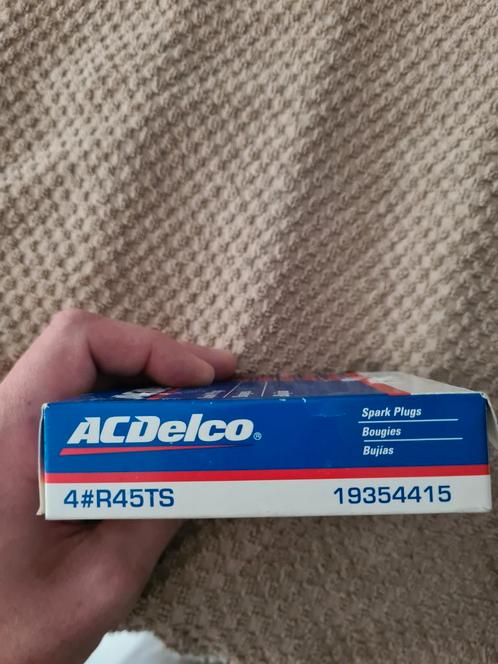 ACDelco®
Spark Plugs
Bougies
Bujías
4#R45TS
19354415